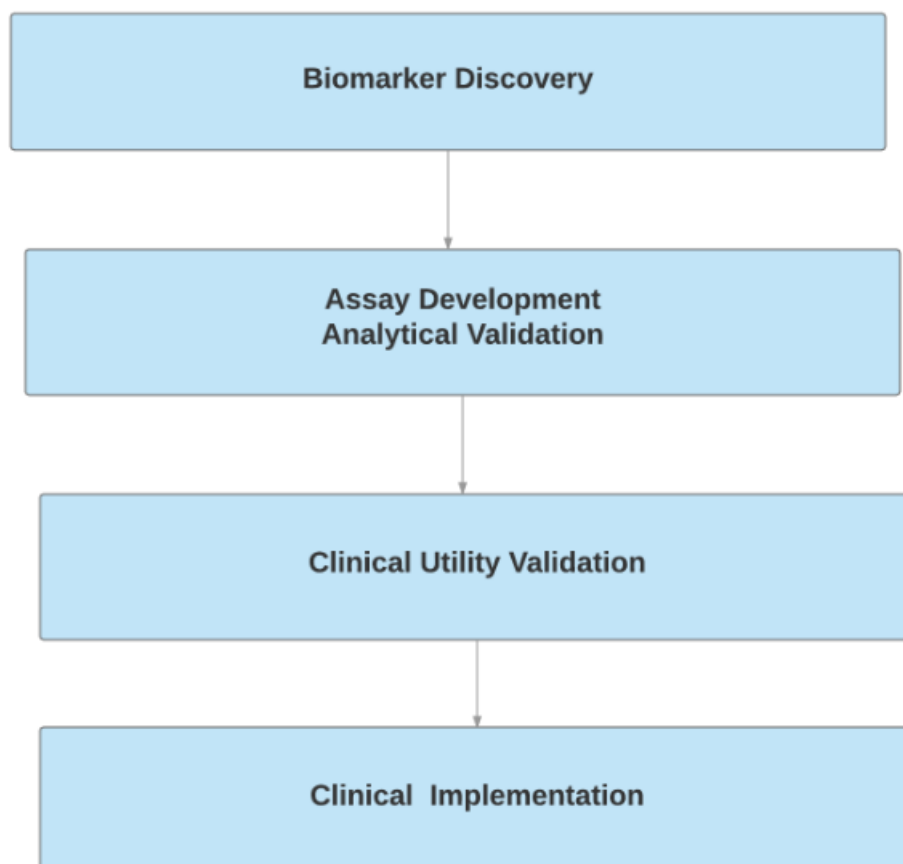 Biomarker Discovery
Assay Development
Analytical Validation
Clinical Utility Validation
Clinical  Implementation